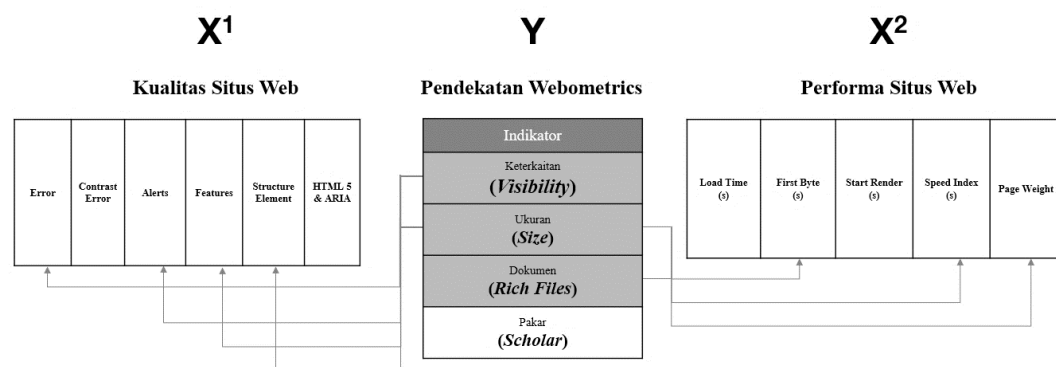 X¹ Y X²
Kualitas Situs Web
Pendekatan Webometrics
Performa Situs Web
Error
Contrast
Error
Alerts
Features
Structure
Element
HTML 5
& ARIA
Indikator
Keterkaitan
(Visibility)
Ukuran
(Size)
Dokumen
(Rich Files)
Pakar
(Scholar)
Load Time
(s)
First Byte
(s)
Start Render
(s)
Speed Index
(s)
Page Weight